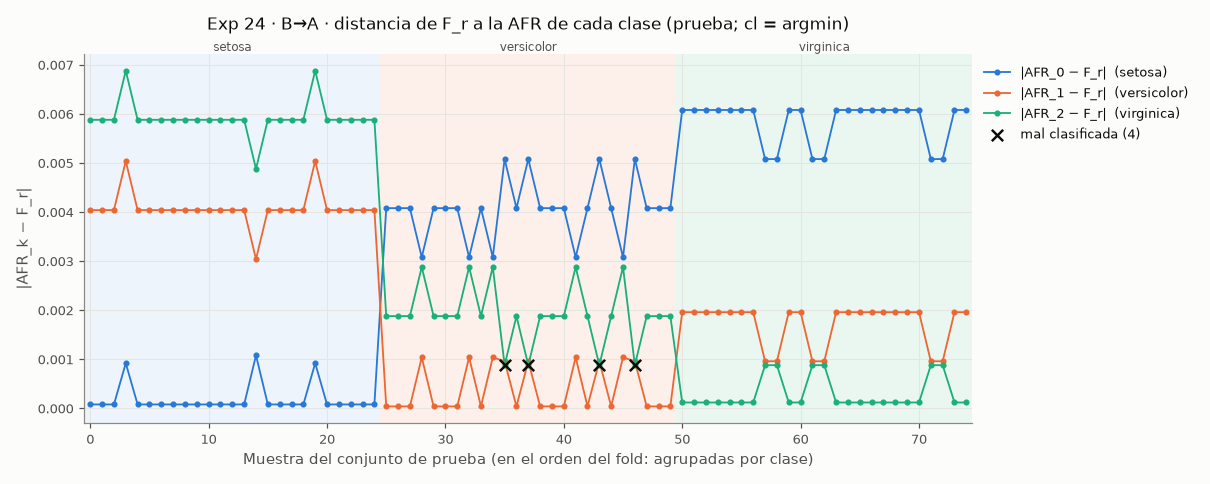 Exp 24 · B→A · distancia de F_r a la AFR de cada clase (prueba; cl = argmin)
setosa
versicolor
virginica
0.007
0.006
0.005
0.004
0.003
0.002
0.001
0.000
|AFR_k − F_r|
0
10
20
30
40
50
60
70
Muestra del conjunto de prueba (en el orden del fold: agrupadas por clase)
|AFR_0 − F_r| (setosa)
|AFR_1 − F_r| (versicolor)
|AFR_2 − F_r| (virginica)
mal clasificada (4)